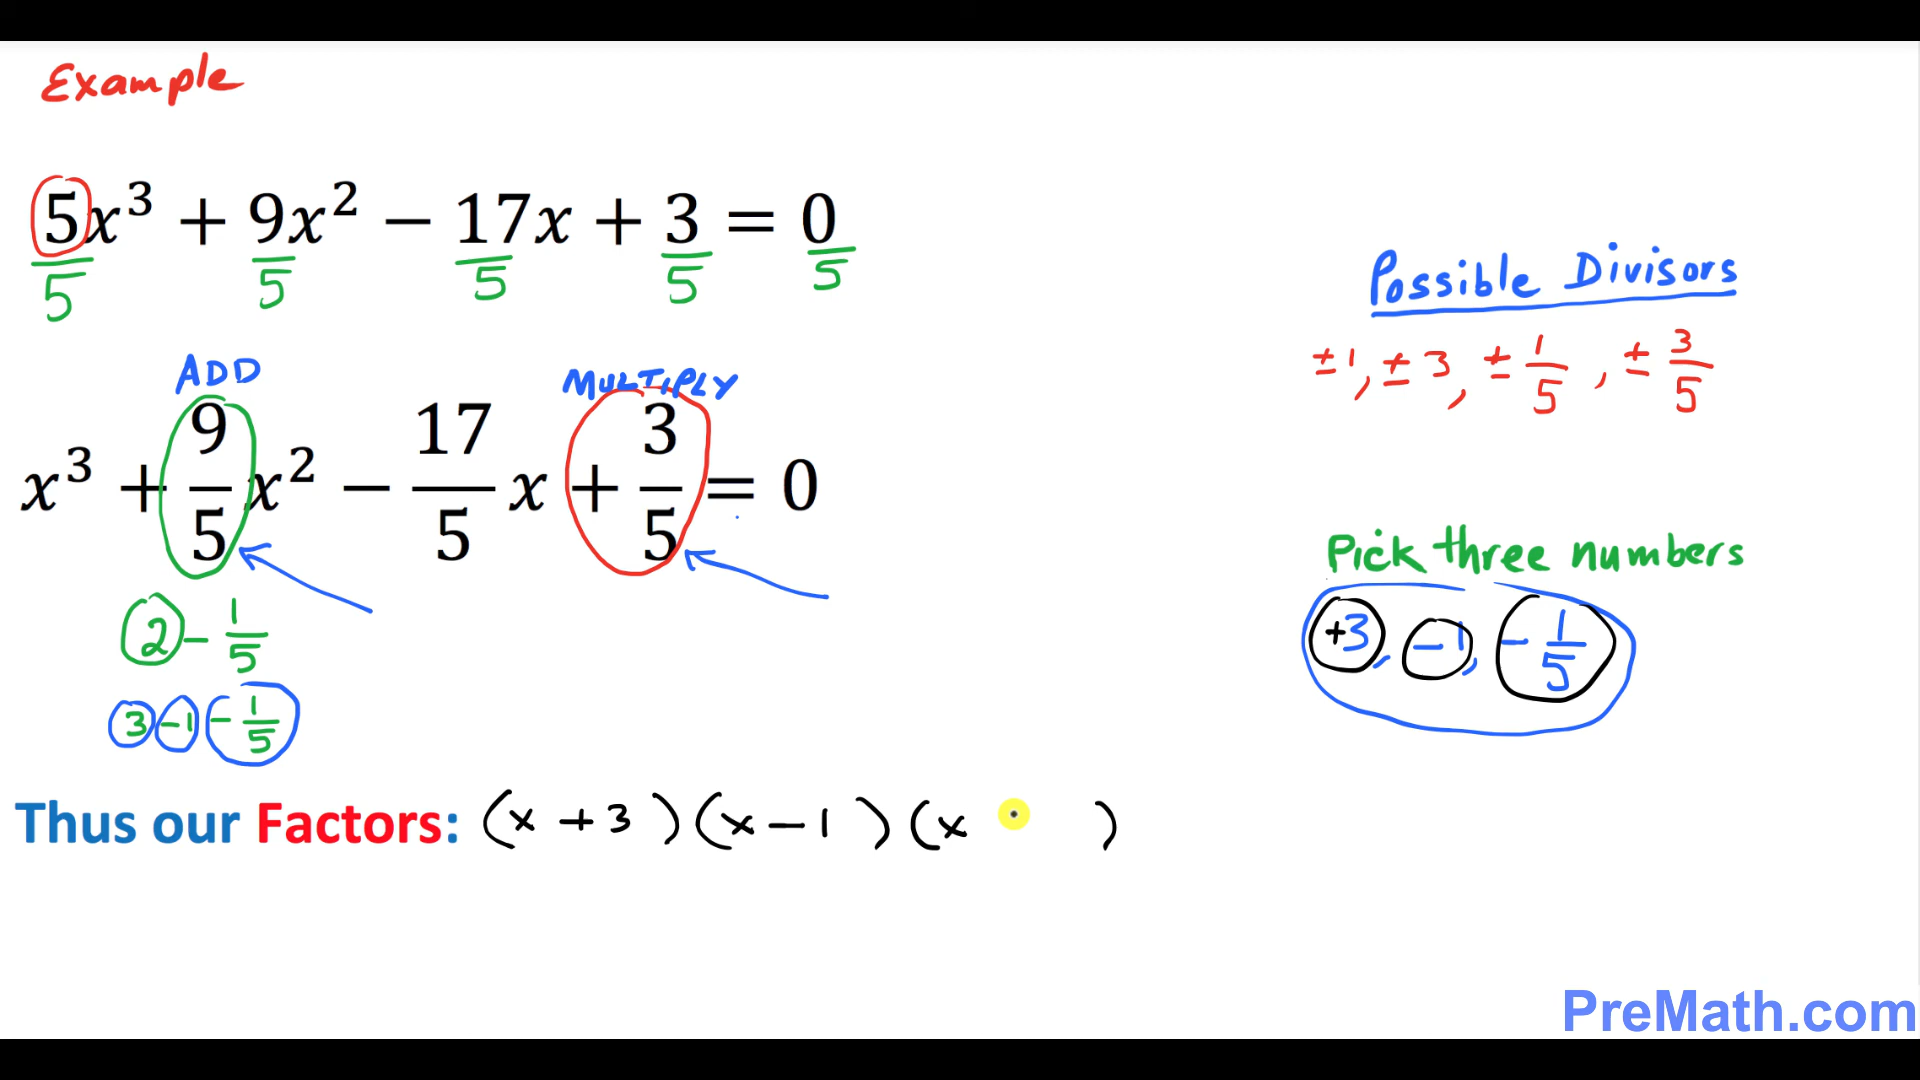 Example
5x³ + 9x² − 17x + 3 = 0
5 5 5 5 5
Possible Divisors
±1, ±3, ±1/5, ±3/5
ADD MULTIPLY
x³ + 9/5 x² − 17/5 x + 3/5 = 0
Pick three numbers
+3, −1, −1/5
2 − 1/5
3 −1 −1/5
Thus our Factors: (x + 3)(x − 1)(x )
PreMath.com